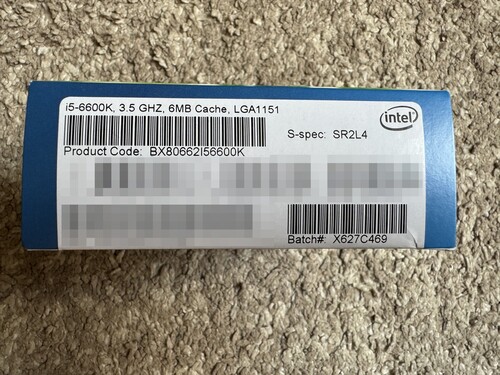 i5-6600K, 3.5 GHZ, 6MB Cache, LGA1151
intel
S-spec: SR2L4
Product Code: BX80662I56600K
Batch#: X627C469